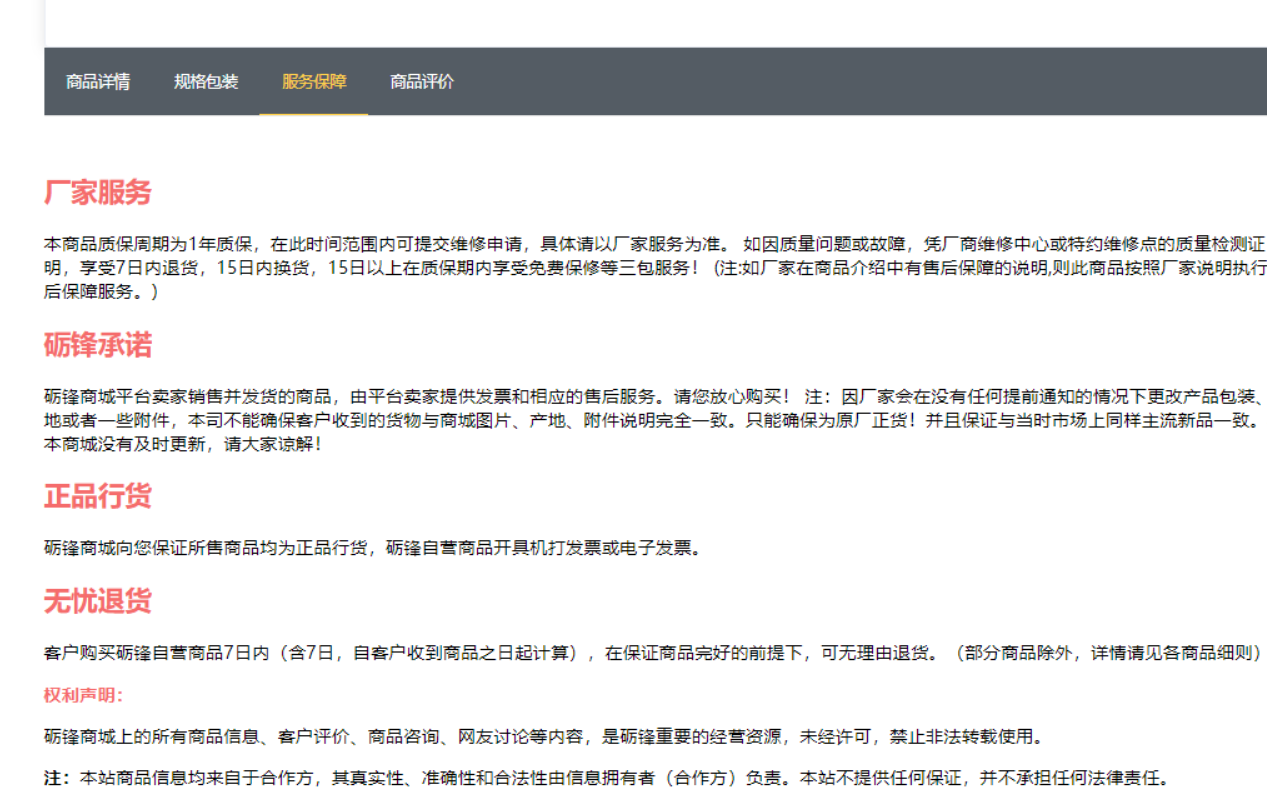 商品详情 规格包装 服务保障 商品评价
厂家服务
本商品质保周期为1年质保，在此时间范围内可提交维修申请，具体请以厂家服务为准。 如因质量问题或故障，凭厂商维修中心或特约维修点的质量检测证
明，享受7日内退货，15日内换货，15日以上在质保期内享受免费保修等三包服务！(注:如厂家在商品介绍中有售后保障的说明,则此商品按照厂家说明执行
后保障服务。)
砺锋承诺
砺锋商城平台卖家销售并发货的商品，由平台卖家提供发票和相应的售后服务。请您放心购买！ 注：因厂家会在没有任何提前通知的情况下更改产品包装、
地或者一些附件，本司不能确保客户收到的货物与商城图片、产地、附件说明完全一致。只能确保为原厂正货！并且保证与当时市场上同样主流新品一致。
本商城没有及时更新，请大家谅解！
正品行货
砺锋商城向您保证所售商品均为正品行货，砺锋自营商品开具机打发票或电子发票。
无忧退货
客户购买砺锋自营商品7日内（含7日，自客户收到商品之日起计算），在保证商品完好的前提下，可无理由退货。（部分商品除外，详情请见各商品细则）
权利声明：
砺锋商城上的所有商品信息、客户评价、商品咨询、网友讨论等内容，是砺锋重要的经营资源，未经许可，禁止非法转载使用。
注：本站商品信息均来自于合作方，其真实性、准确性和合法性由信息拥有者（合作方）负责。本站不提供任何保证，并不承担任何法律责任。